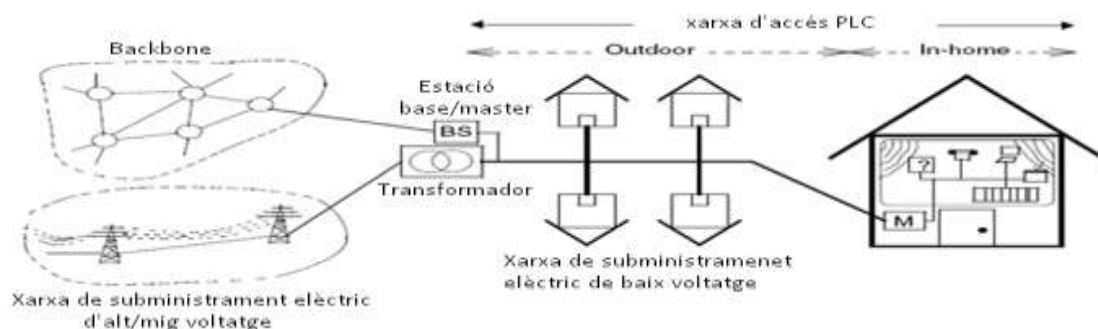 xarxa d'accés PLC
Backbone
Outdoor
In-home
Estació
base/master
BS
Transformador
?
M
Xarxa de subministramenet
elèctric de baix voltatge
Xarxa de subministrament elèctric
d'alt/mig voltatge